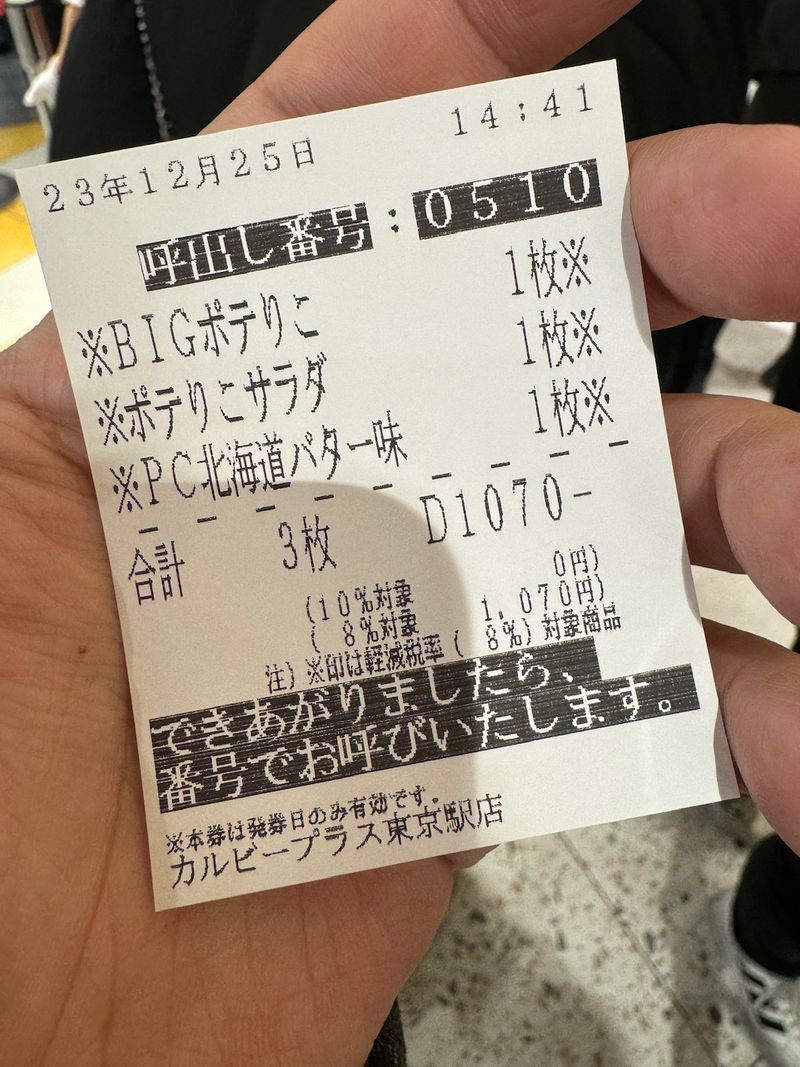 23年12月25日 14:41
呼出し番号:0510
※BIGポテりこ 1枚※
※ポテりこサラダ 1枚※
※PC北海道バター味 1枚※
合計 3枚 D1070-
(10%対象 0円)
( 8%対象 1,070円)
注)※印は軽減税率( 8%)対象商品
できあがりましたら、
番号でお呼びいたします。
※本券は発券日のみ有効です。
カルビープラス東京駅店